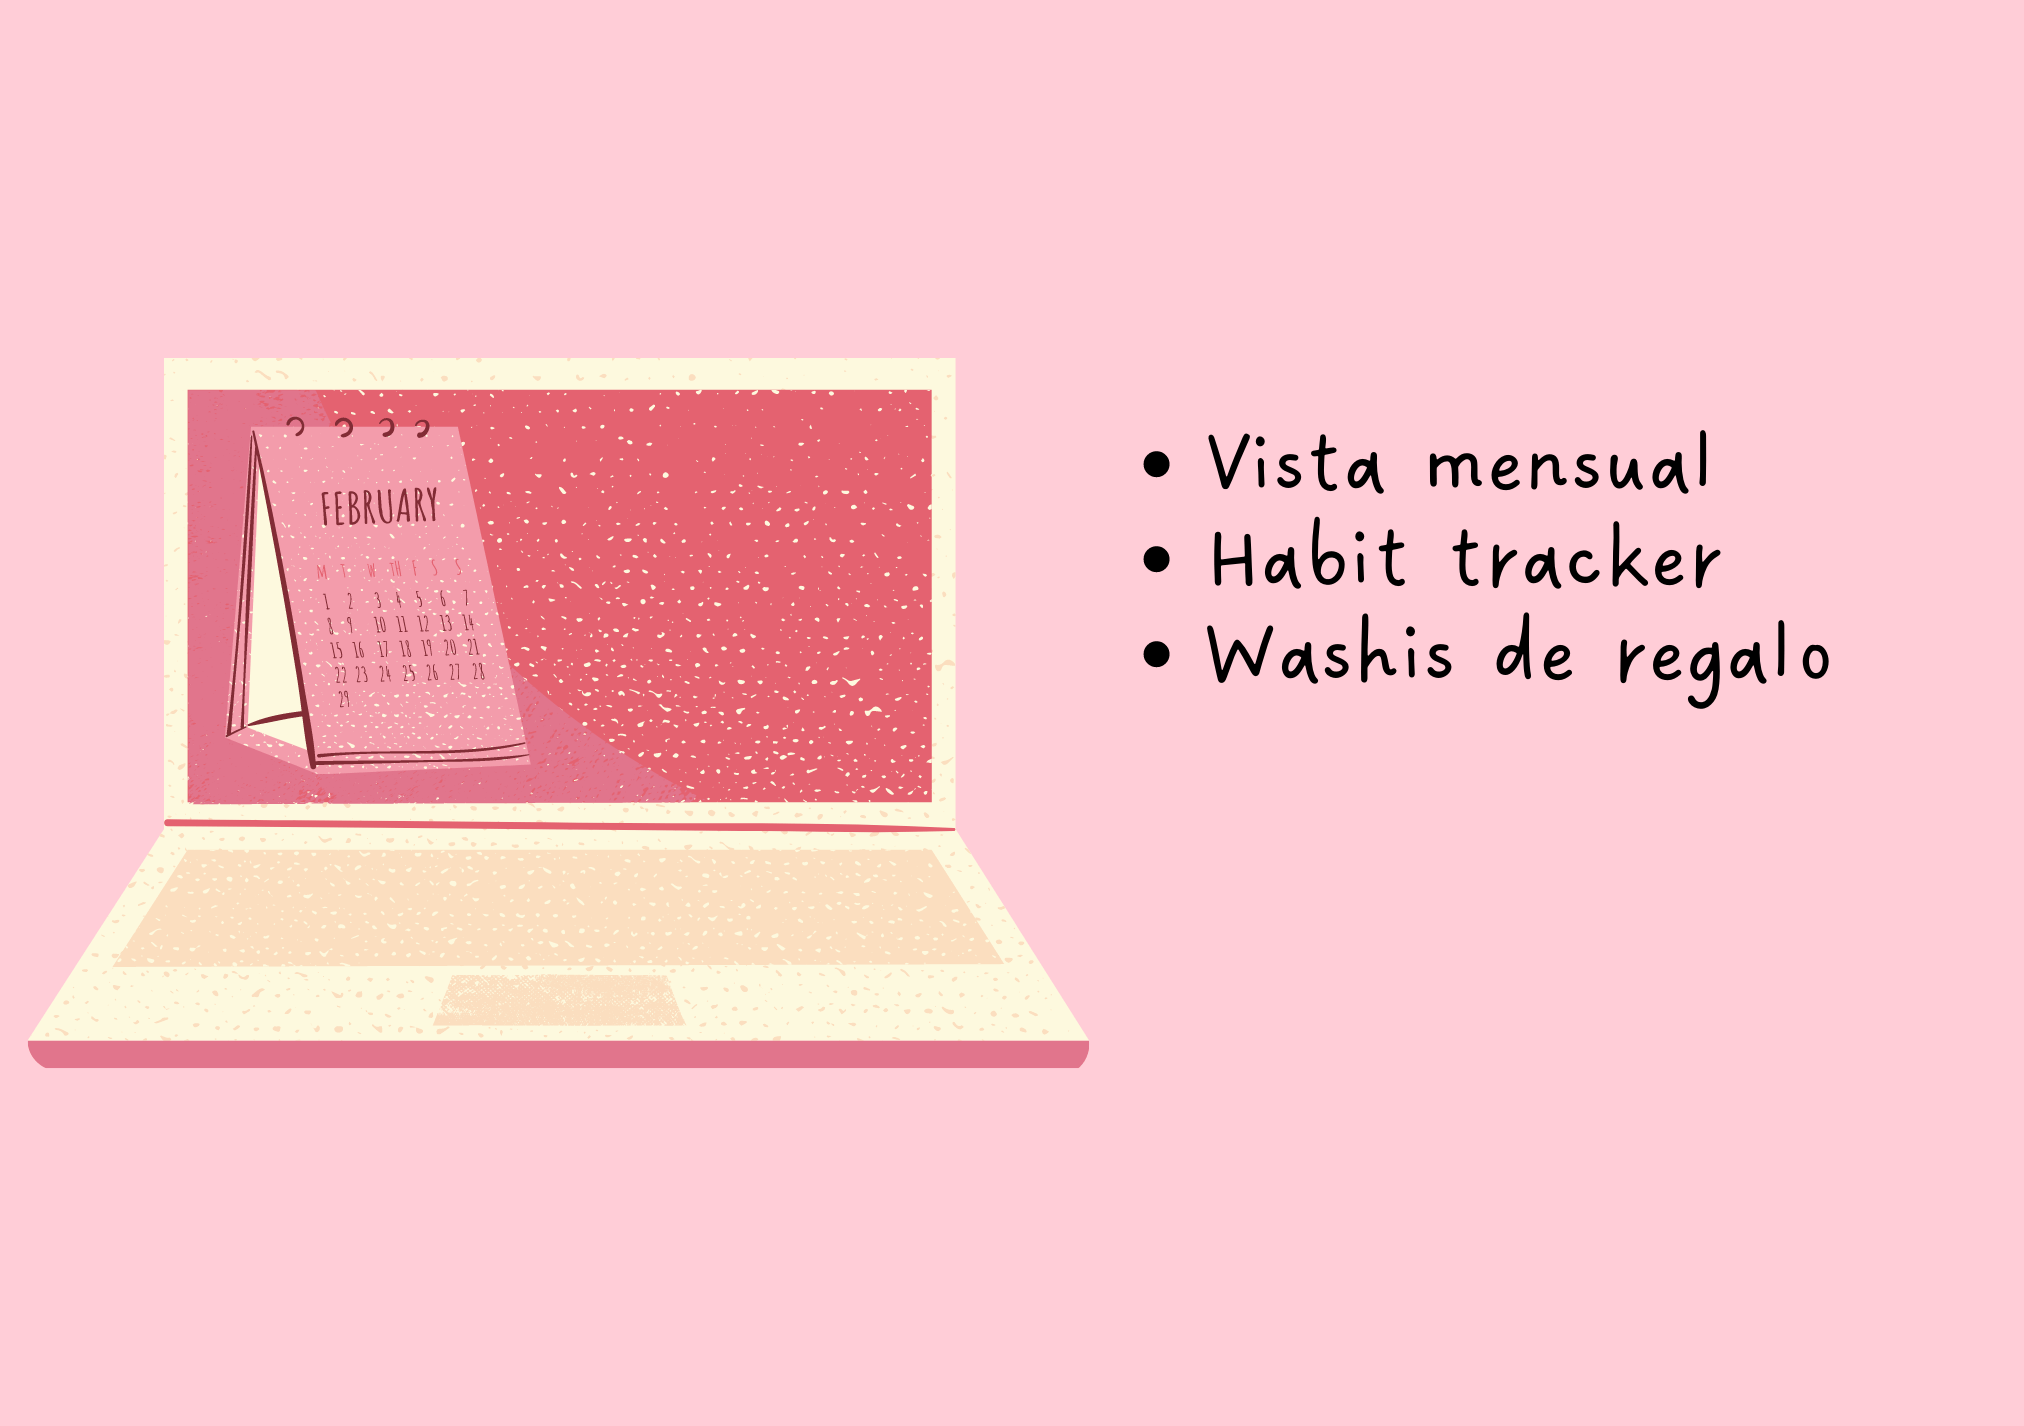 FEBRUARY
M T W TH F S S
1 2 3 4 5 6 7
8 9 10 11 12 13 14
15 16 17 18 19 20 21
22 23 24 25 26 27 28
29
• Vista mensual
• Habit tracker
• Washis de regalo